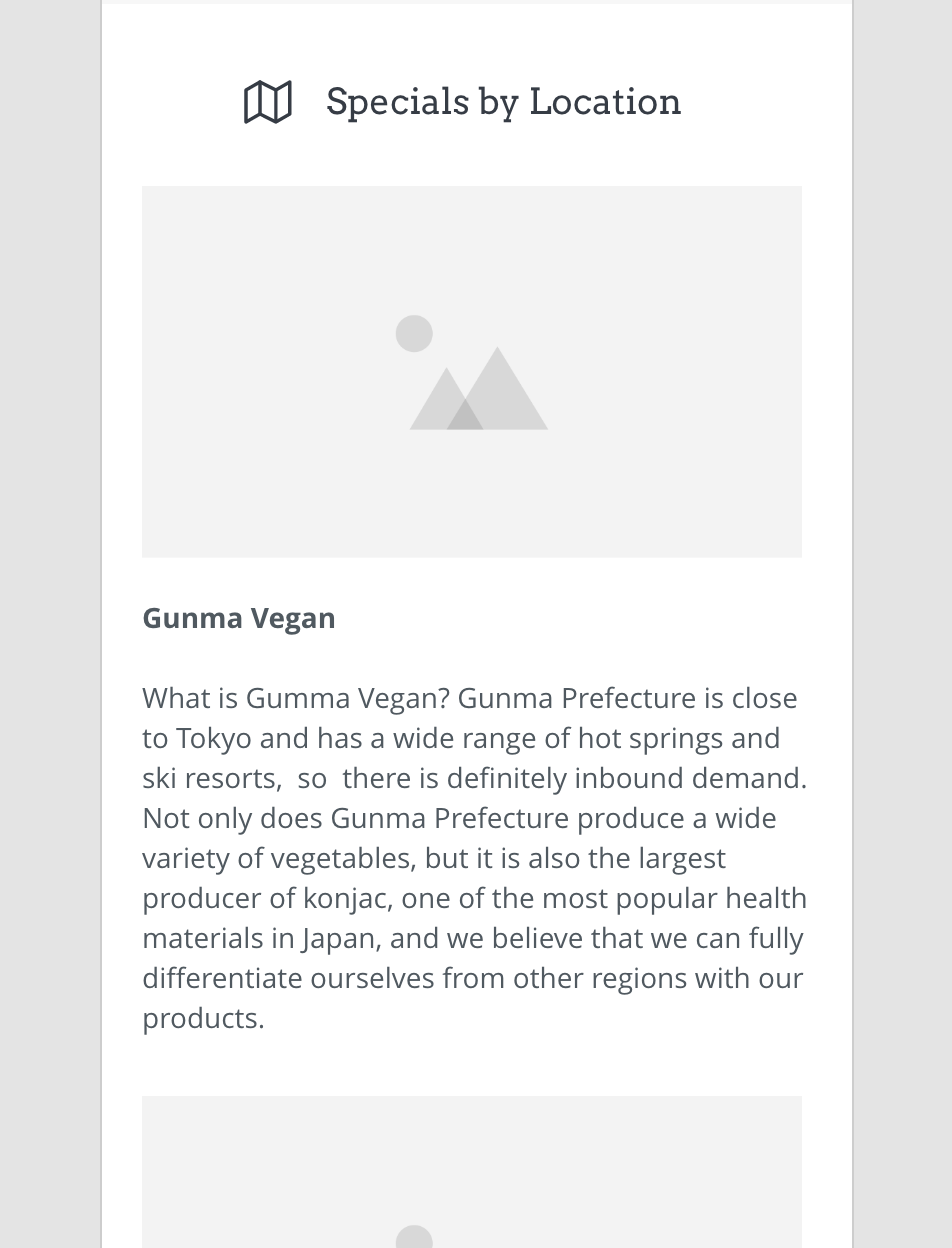 Specials by Location
Gunma Vegan
What is Gumma Vegan? Gunma Prefecture is close
to Tokyo and has a wide range of hot springs and
ski resorts,  so  there is definitely inbound demand.
Not only does Gunma Prefecture produce a wide
variety of vegetables, but it is also the largest
producer of konjac, one of the most popular health
materials in Japan, and we believe that we can fully
differentiate ourselves from other regions with our
products.